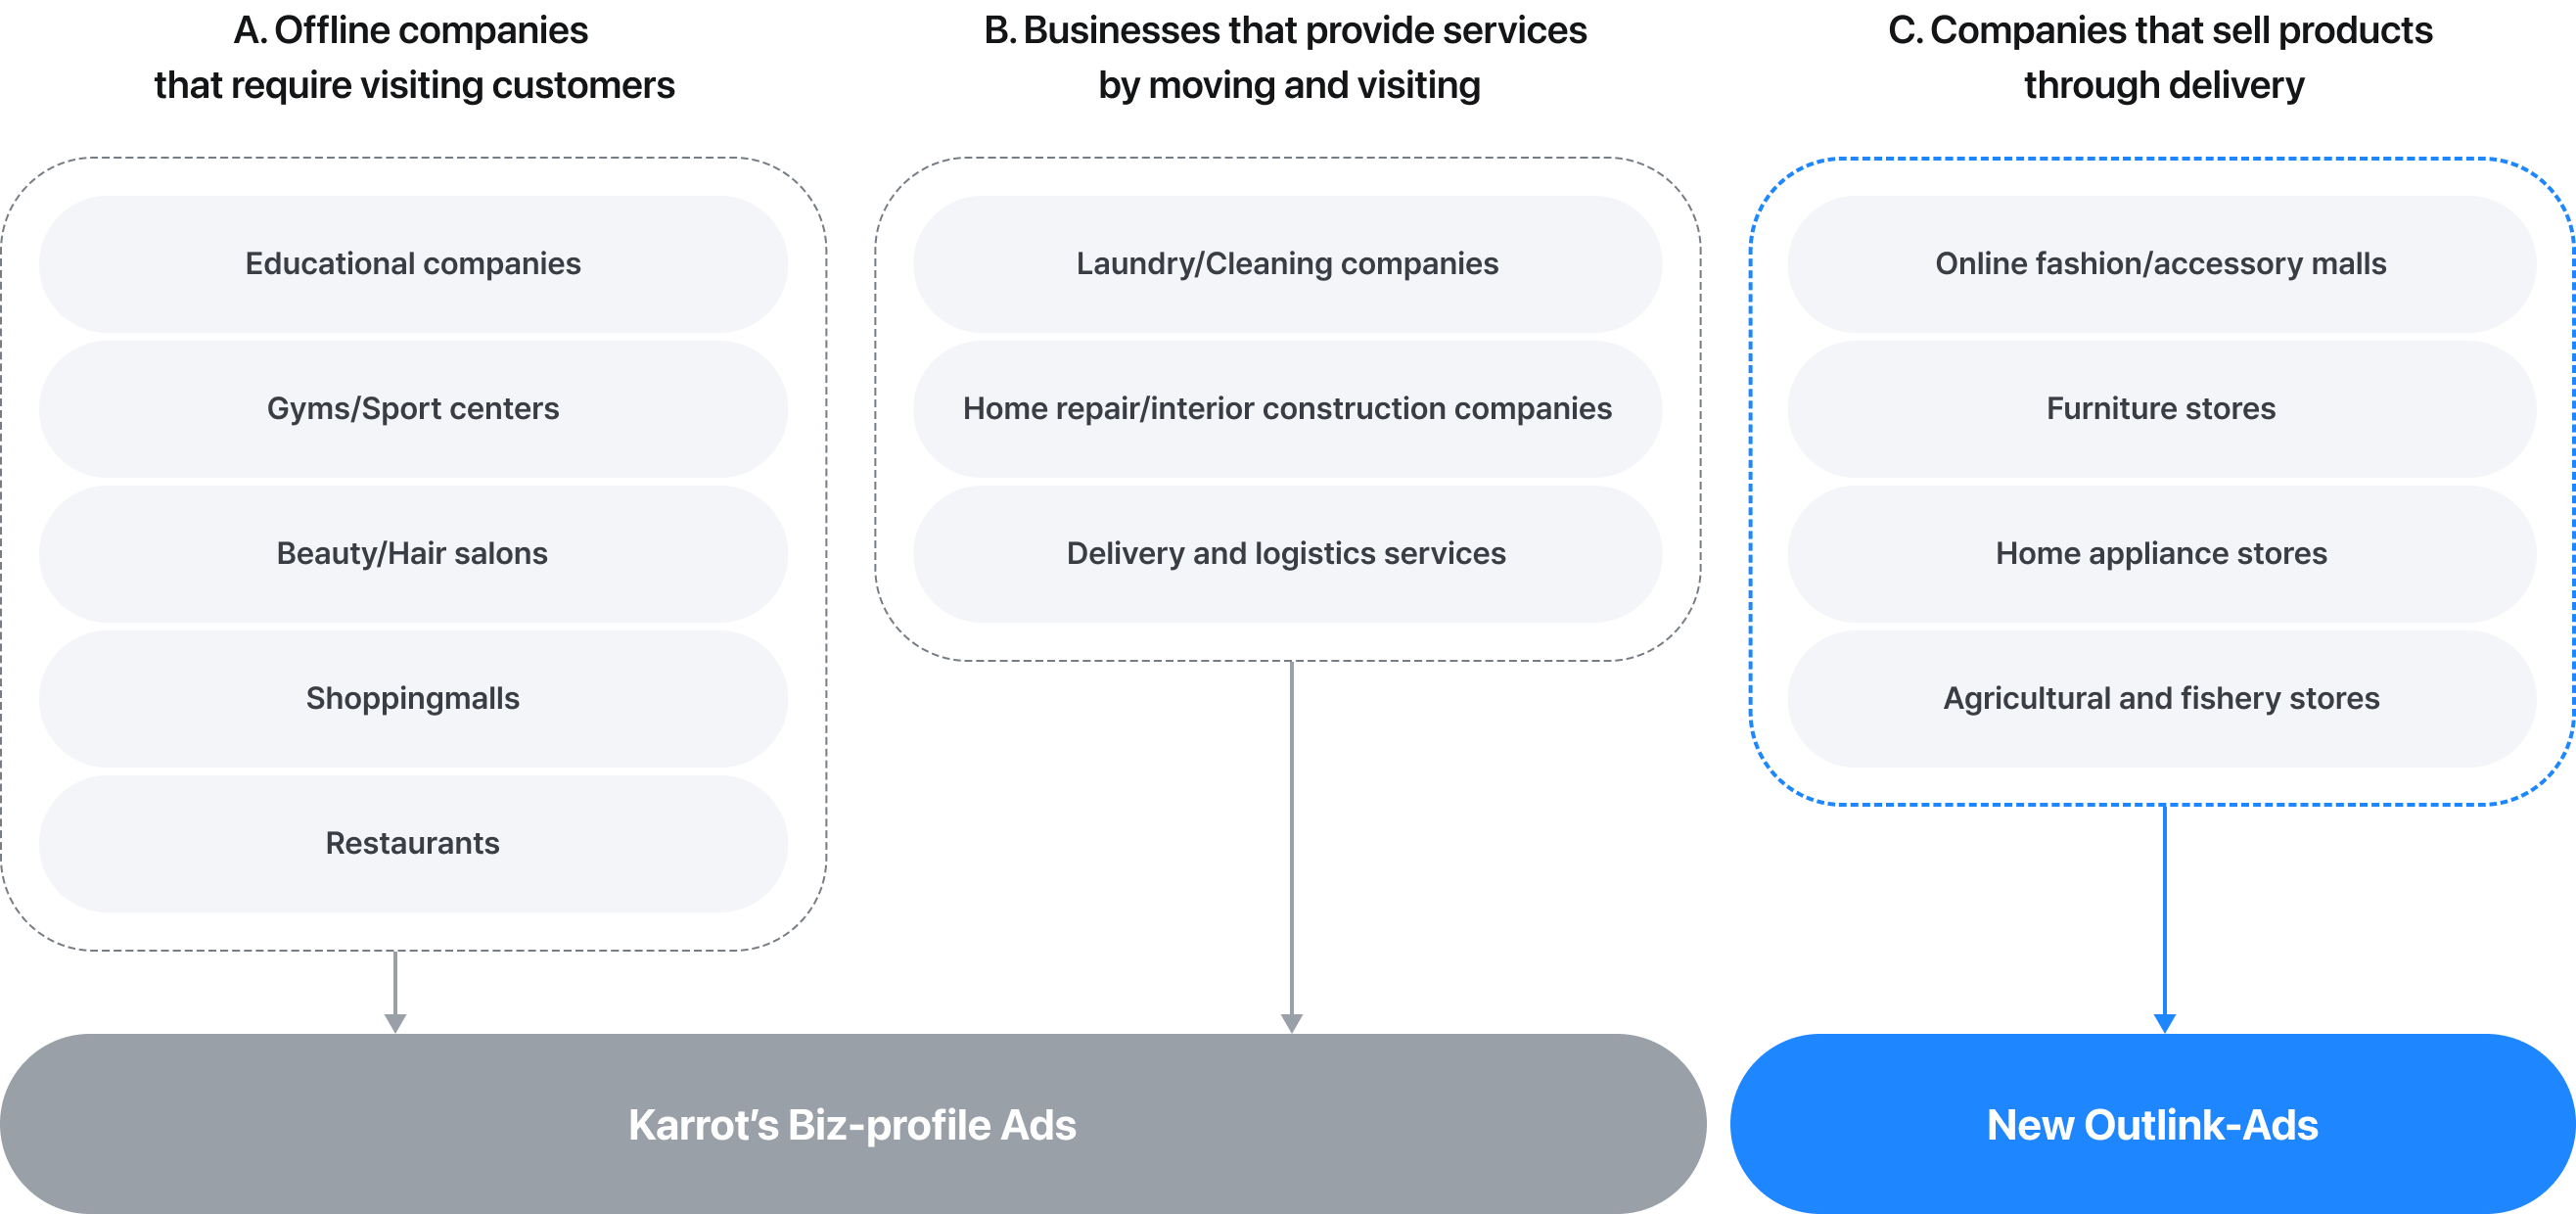 A. Offline companies
that require visiting customers
Educational companies
Gyms/Sport centers
Beauty/Hair salons
Shoppingmalls
Restaurants
B. Businesses that provide services
by moving and visiting
Laundry/Cleaning companies
Home repair/interior construction companies
Delivery and logistics services
C. Companies that sell products
through delivery
Online fashion/accessory malls
Furniture stores
Home appliance stores
Agricultural and fishery stores
Karrot’s Biz-profile Ads
New Outlink-Ads